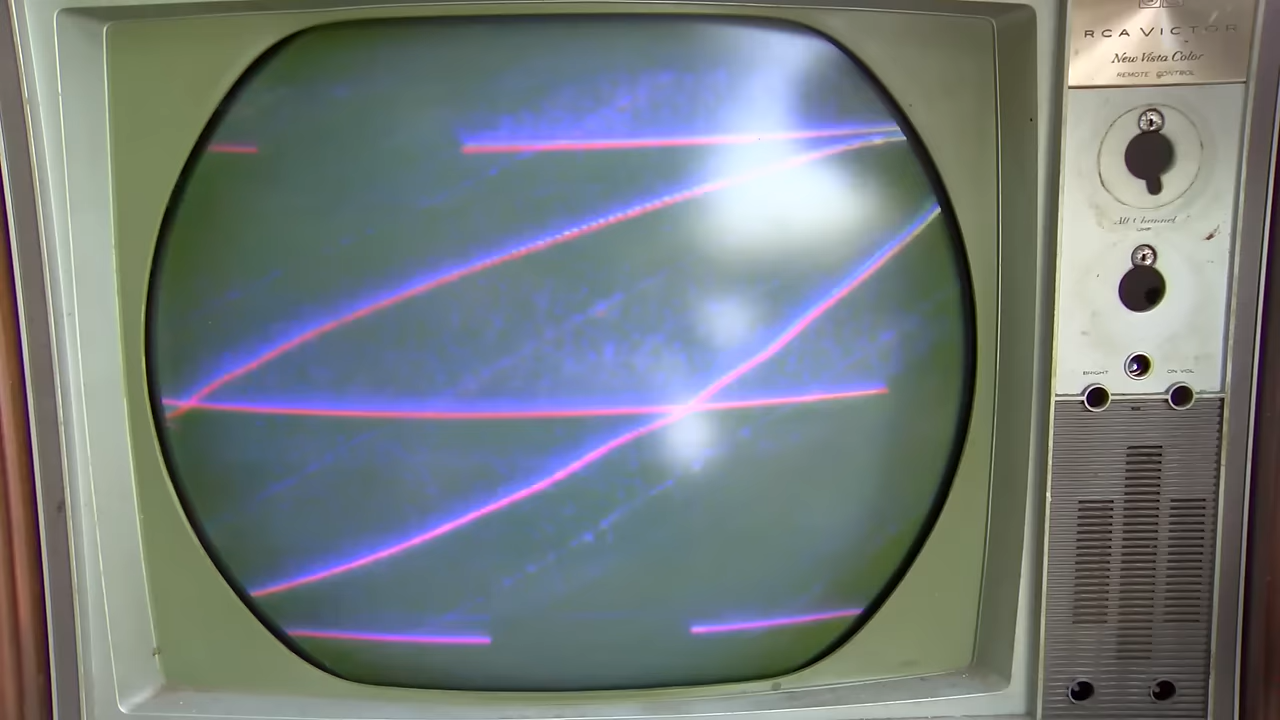 RCA VICTOR
New Vista Color
REMOTE CONTROL
All Channel
BRIGHT
ON VOL